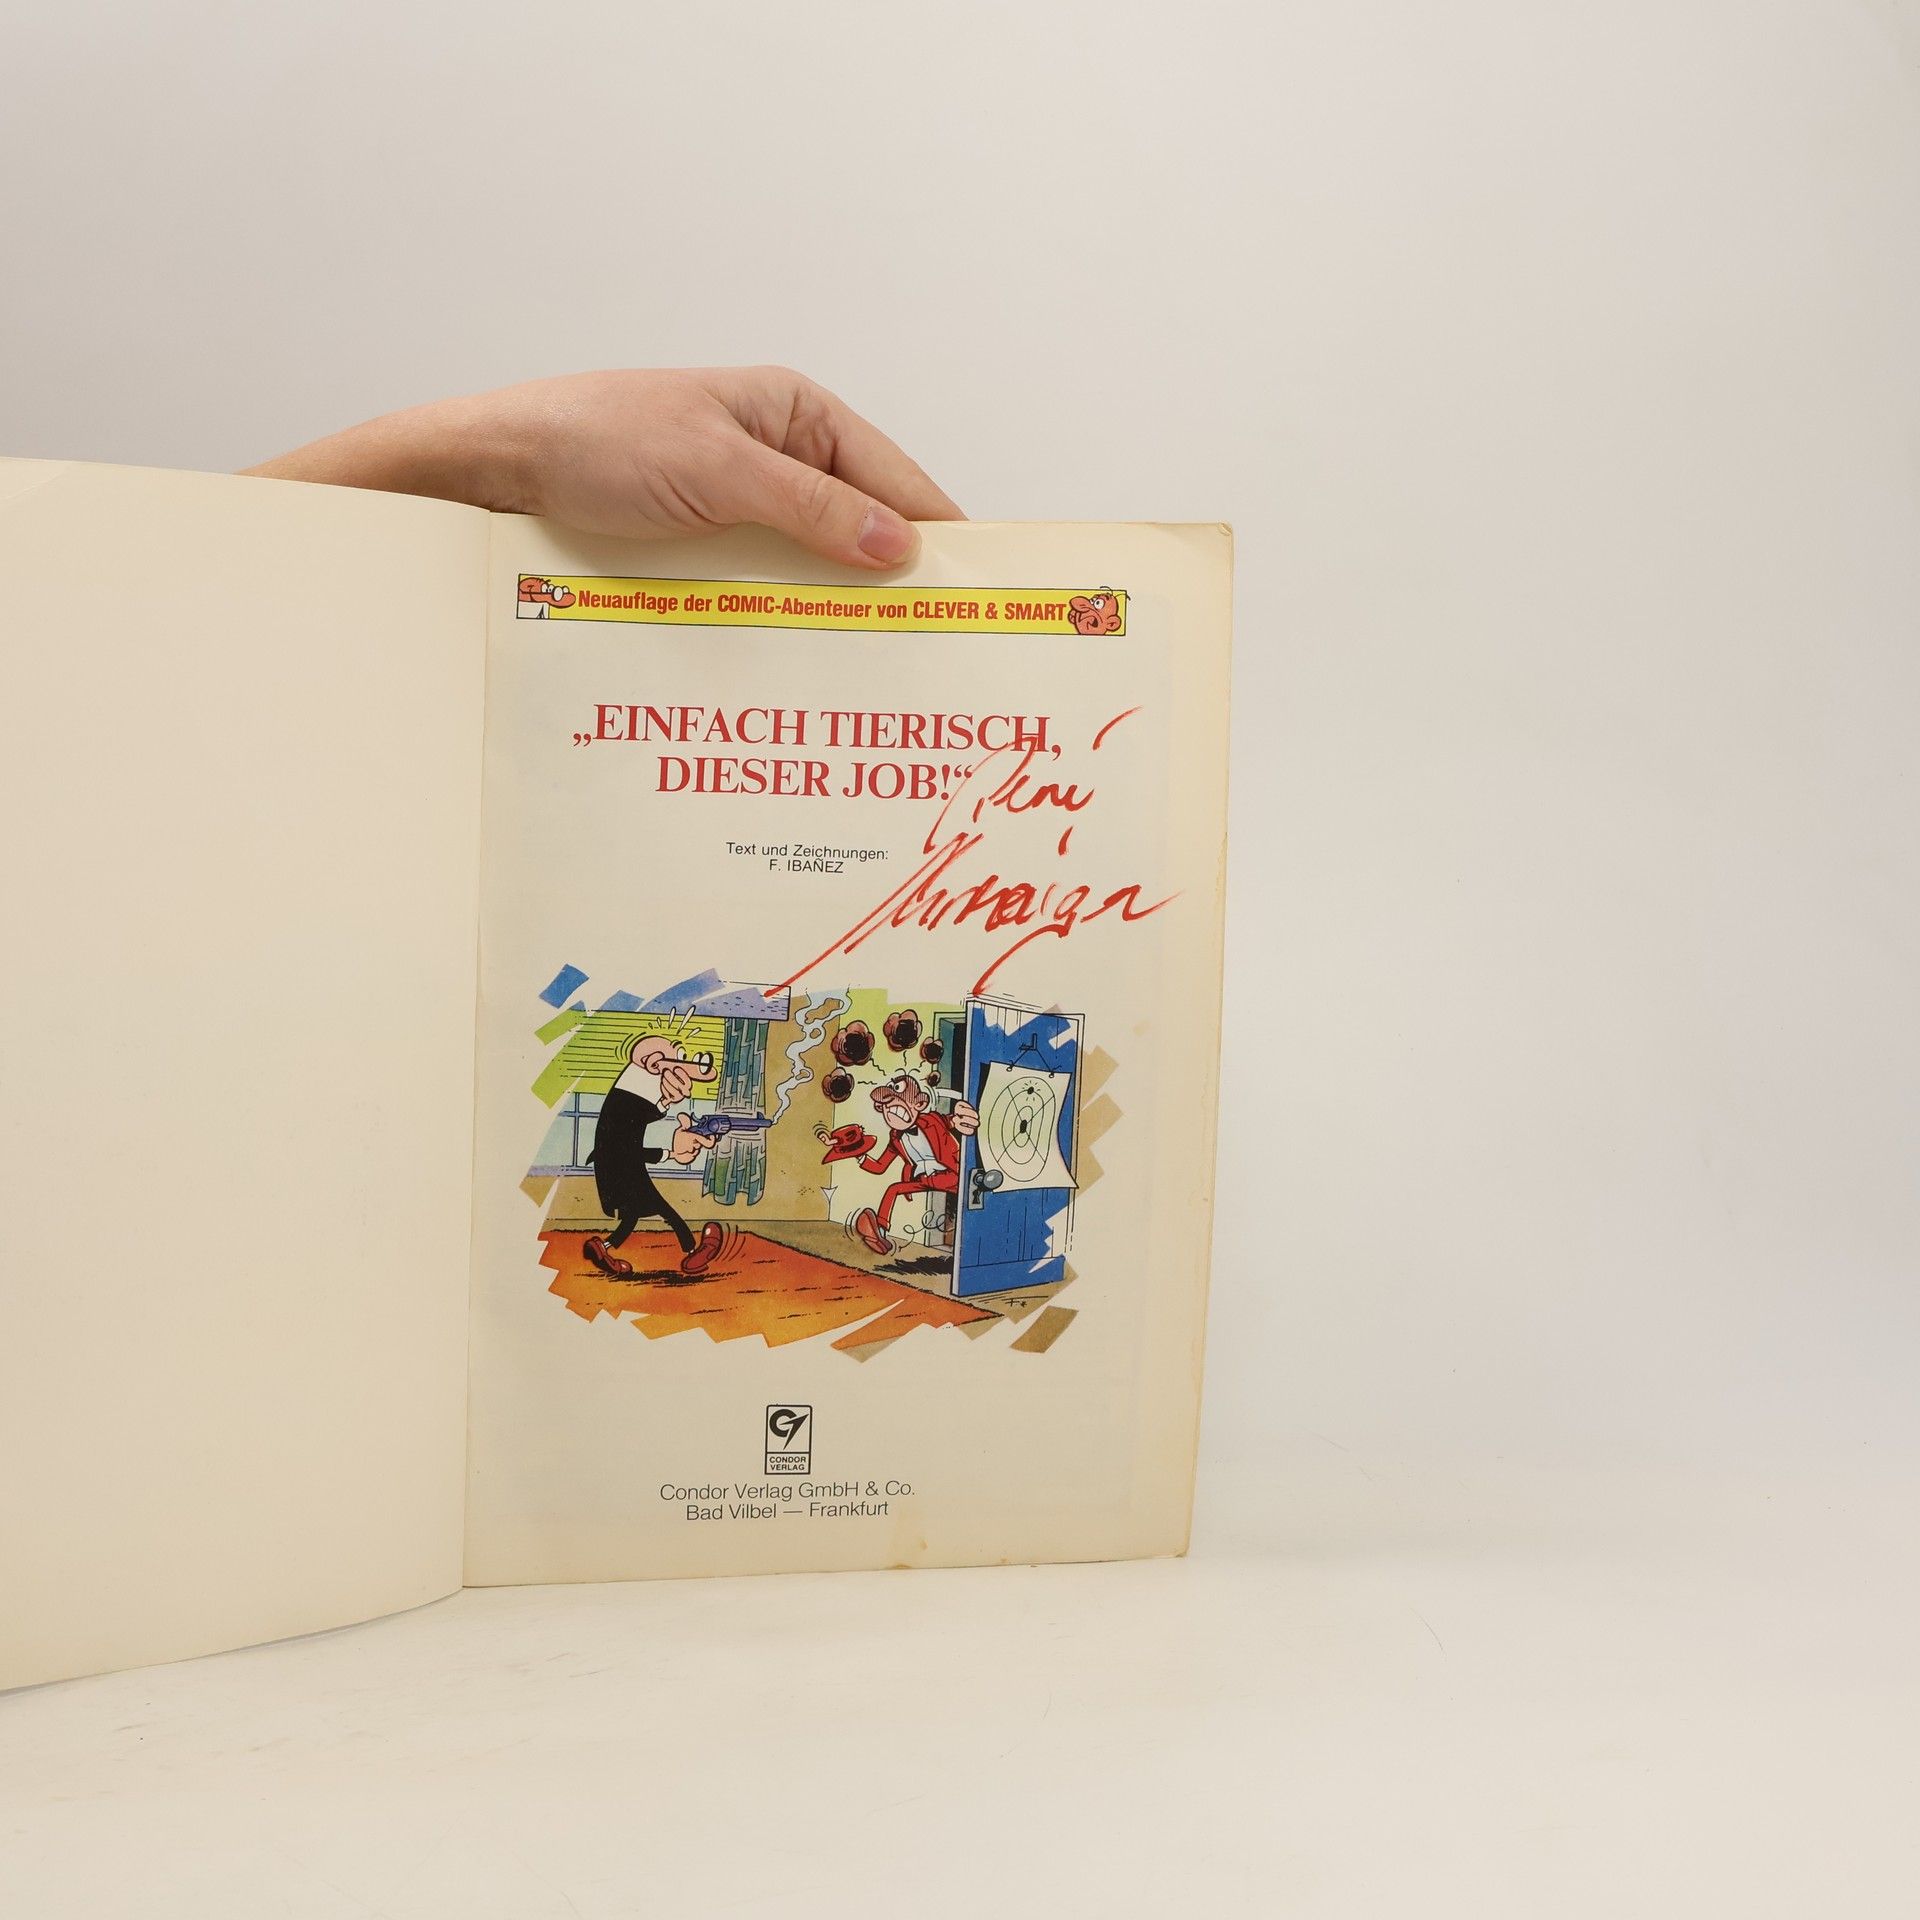 Neuauflage der COMIC-Abenteuer von CLEVER & SMART
„EINFACH TIERISCH,
DIESER JOB!“
René
Text und Zeichnungen:
F. IBAÑEZ
CONDOR
VERLAG
Condor Verlag GmbH & Co.
Bad Vilbel — Frankfurt